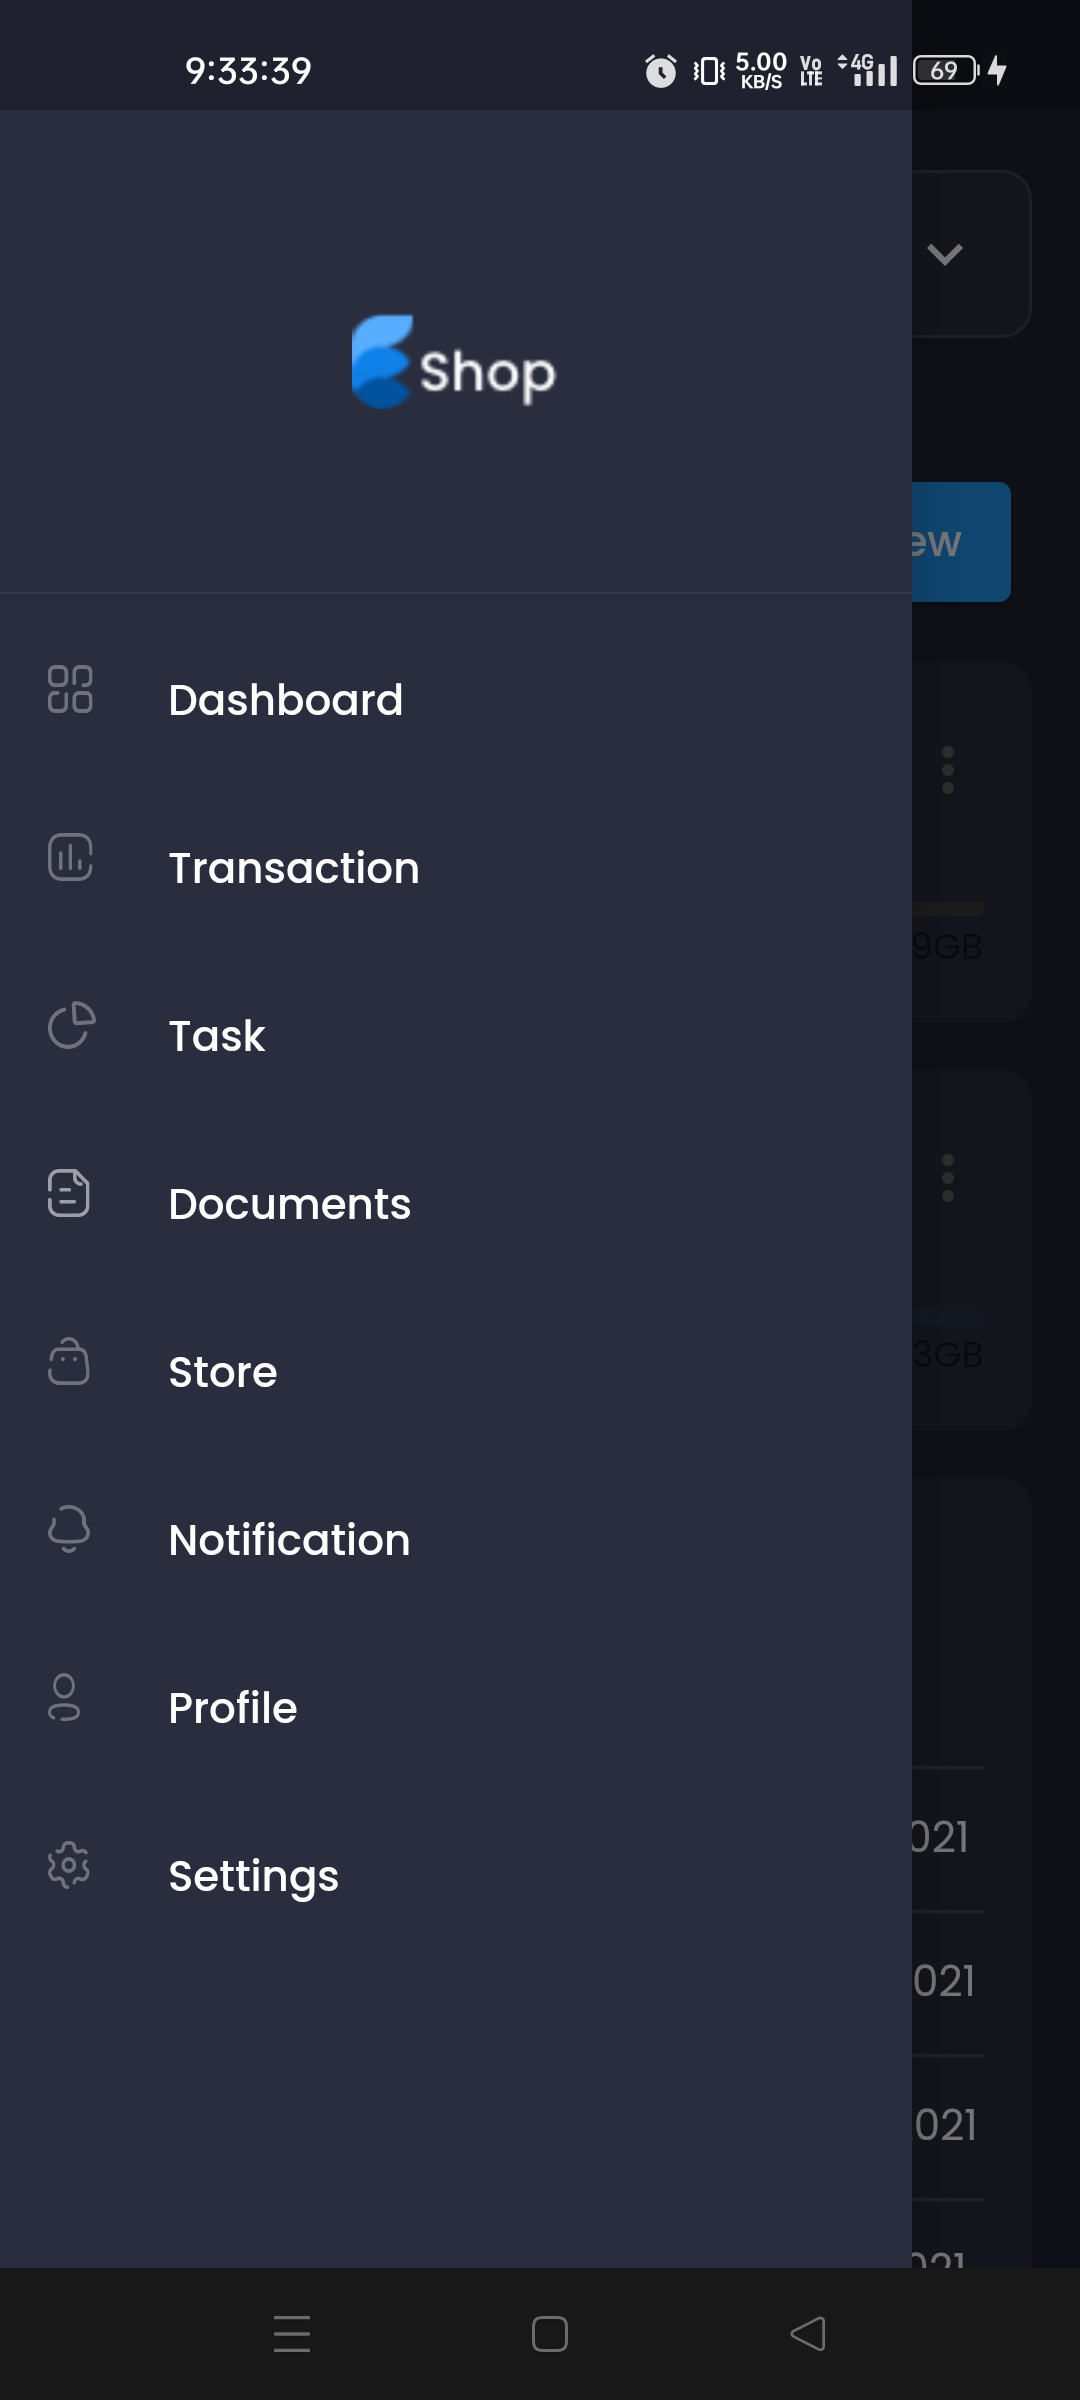 9:33:39
5.00 KB/S
Vo LTE
4G
69
Shop
ew
Dashboard
Transaction
9GB
Task
Documents
3GB
Store
Notification
Profile
021
Settings
021
021
021